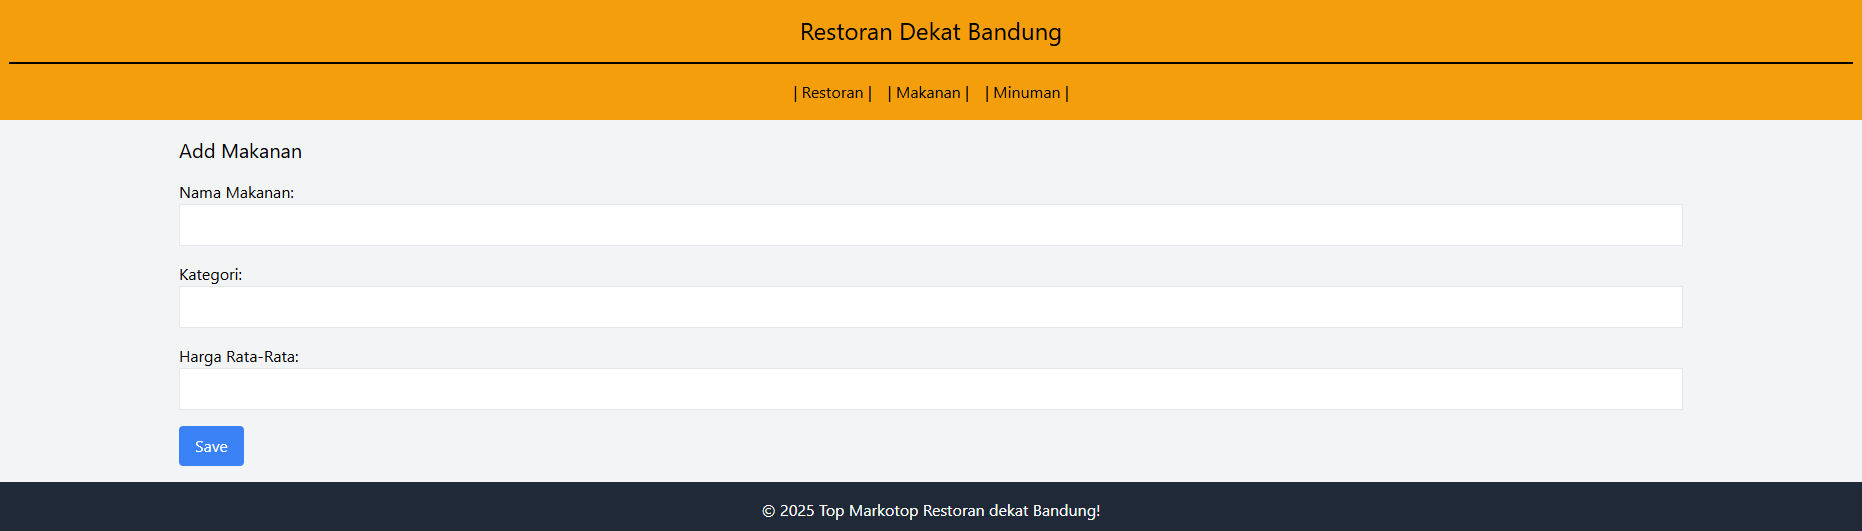 Restoran Dekat Bandung
| Restoran | | Makanan | | Minuman |
Add Makanan
Nama Makanan:
Kategori:
Harga Rata-Rata:
Save
© 2025 Top Markotop Restoran dekat Bandung!